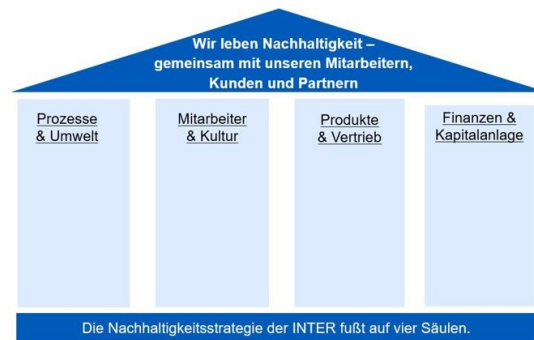 Wir leben Nachhaltigkeit –
gemeinsam mit unseren Mitarbeitern,
Kunden und Partnern
Prozesse
& Umwelt
Mitarbeiter
& Kultur
Produkte
& Vertrieb
Finanzen &
Kapitalanlage
Die Nachhaltigkeitsstrategie der INTER fußt auf vier Säulen.